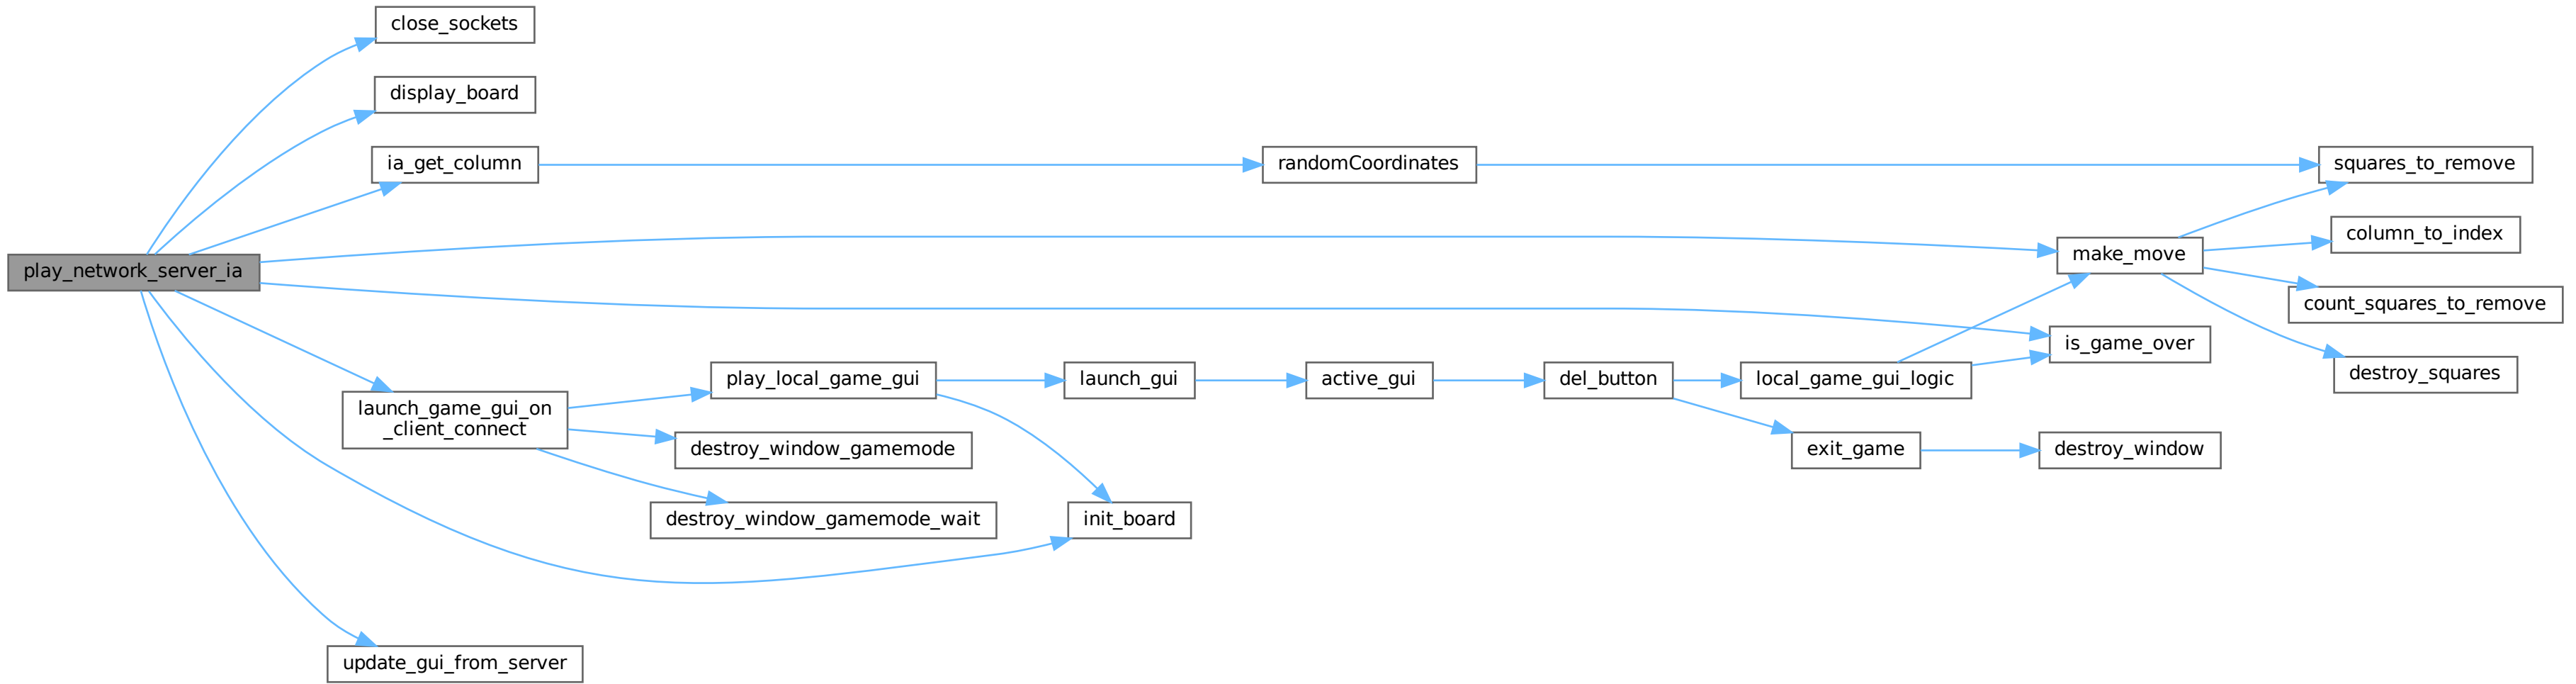 close_sockets
display_board
ia_get_column
randomCoordinates
squares_to_remove
column_to_index
make_move
play_network_server_ia
count_squares_to_remove
is_game_over
destroy_squares
play_local_game_gui
launch_gui
active_gui
del_button
local_game_gui_logic
launch_game_gui_on
_client_connect
destroy_window_gamemode
exit_game
destroy_window
destroy_window_gamemode_wait
init_board
update_gui_from_server